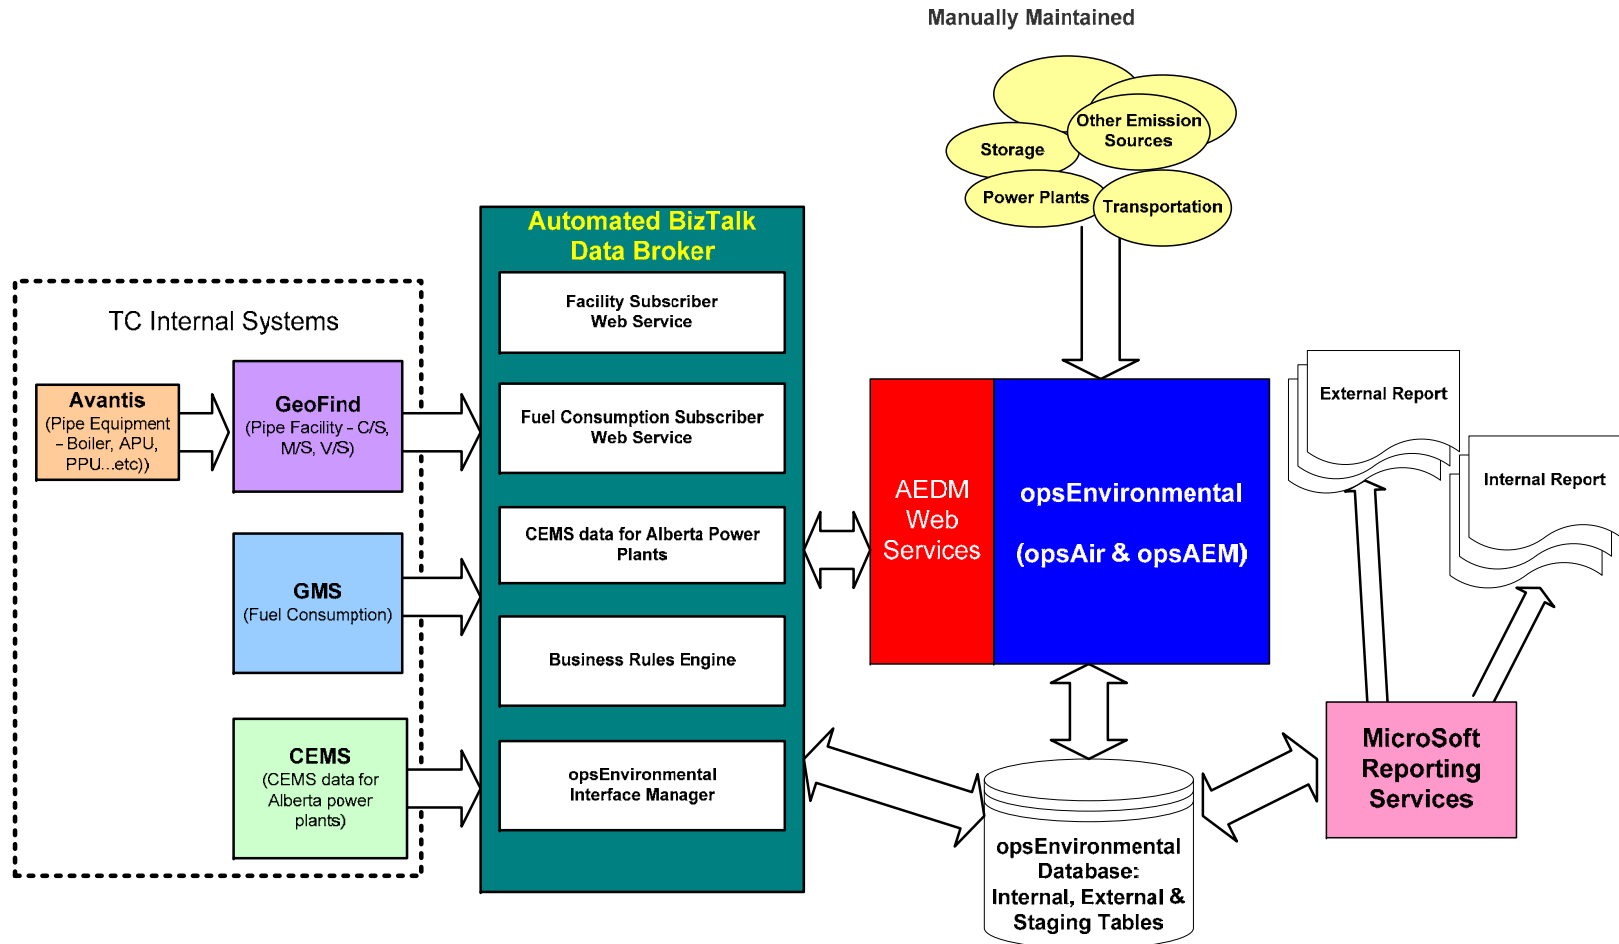 Manually Maintained
Other Emission
Sources
Storage
Power Plants
Transportation
Automated BizTalk
Data Broker
Facility Subscriber
Web Service
Fuel Consumption Subscriber
Web Service
CEMS data for Alberta Power
Plants
Business Rules Engine
opsEnvironmental
Interface Manager
TC Internal Systems
Avantis
(Pipe Equipment
– Boiler, APU,
PPU...etc))
GeoFind
(Pipe Facility – C/S,
M/S, V/S)
GMS
(Fuel Consumption)
CEMS
(CEMS data for
Alberta power
plants)
AEDM
Web
Services
opsEnvironmental
(opsAir & opsAEM)
External Report
Internal Report
MicroSoft
Reporting
Services
opsEnvironmental
Database:
Internal, External &
Staging Tables